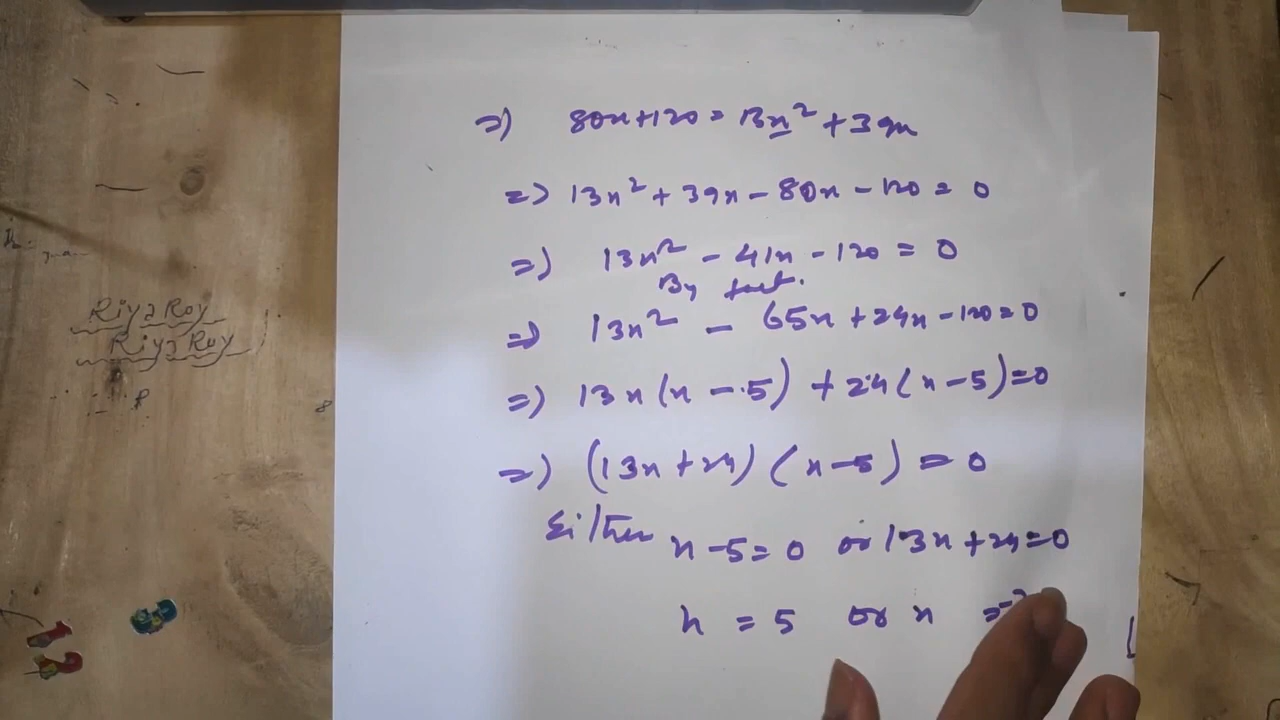 => 80x+120 = 13x² + 39x
=> 13x² + 39x - 80x - 120 = 0
=> 13x² - 41x - 120 = 0
By fact.
=> 13x² - 65x + 24x - 120 = 0
=> 13x (x - 5) + 24 (x - 5) = 0
=> (13x + 24) (x - 5) = 0
Either x - 5 = 0 or 13x + 24 = 0
x = 5 or x = -
Riya Roy
Riya Roy